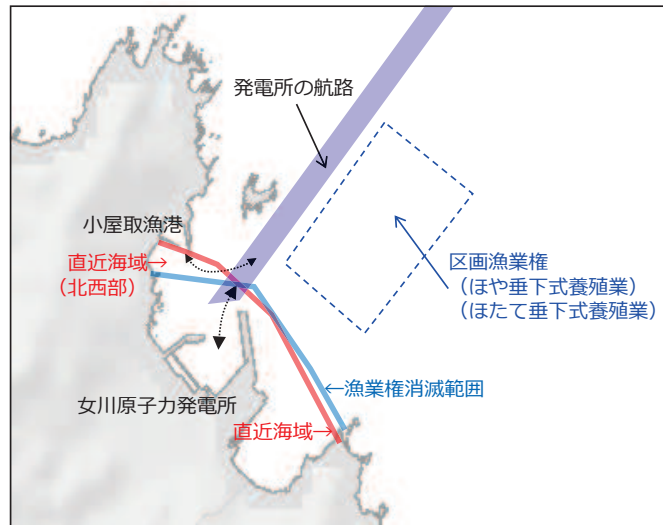 発電所の航路
小屋取漁港
直近海域→
（北西部）
区画漁業権
（ほや垂下式養殖業）
（ほたて垂下式養殖業）
←漁業権消滅範囲
女川原子力発電所
直近海域→